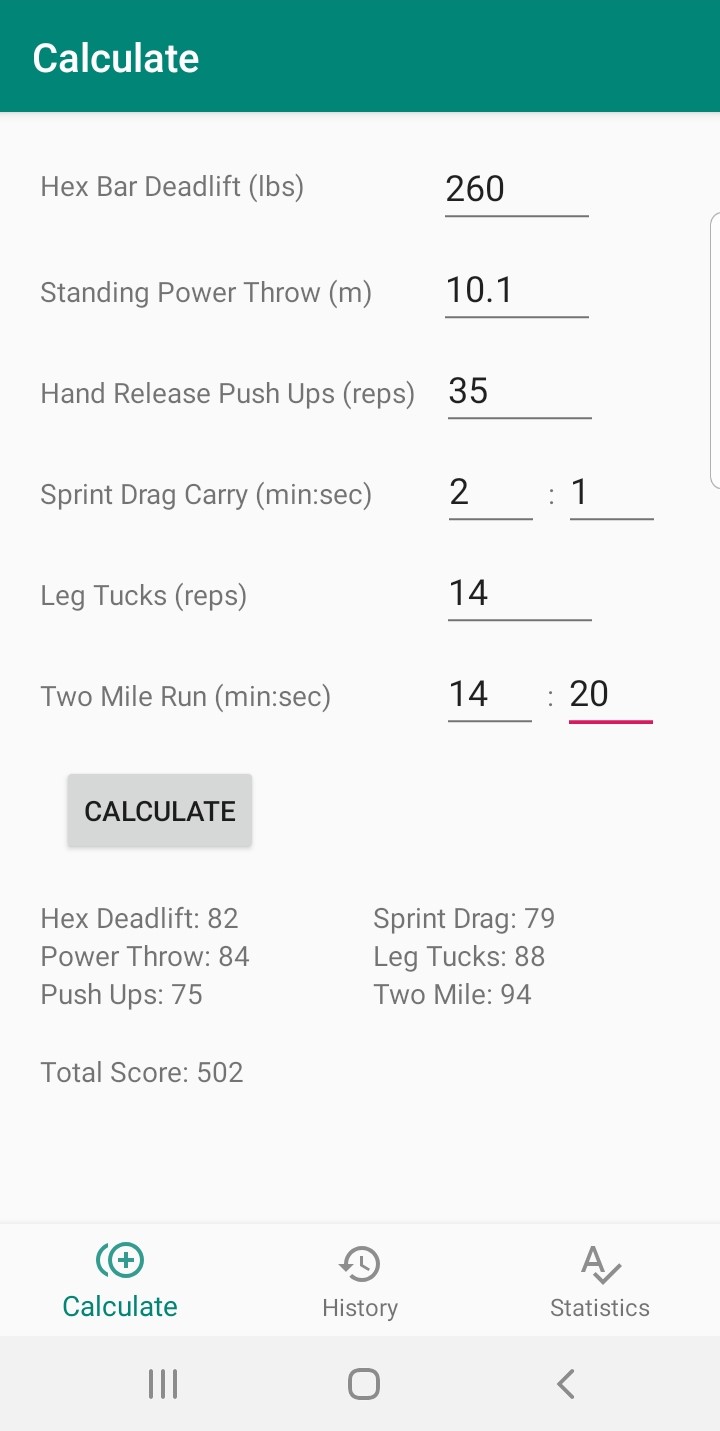 Calculate
Hex Bar Deadlift (lbs) 260
Standing Power Throw (m) 10.1
Hand Release Push Ups (reps) 35
Sprint Drag Carry (min:sec) 2 : 1
Leg Tucks (reps) 14
Two Mile Run (min:sec) 14 : 20
CALCULATE
Hex Deadlift: 82 Sprint Drag: 79
Power Throw: 84 Leg Tucks: 88
Push Ups: 75 Two Mile: 94
Total Score: 502
Calculate History Statistics